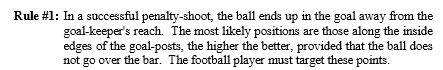 Rule #1: In a successful penalty-shoot, the ball ends up in the goal away from the
goal-keeper's reach. The most likely positions are those along the inside
edges of the goal-posts, the higher the better, provided that the ball does
not go over the bar. The football player must target these points.